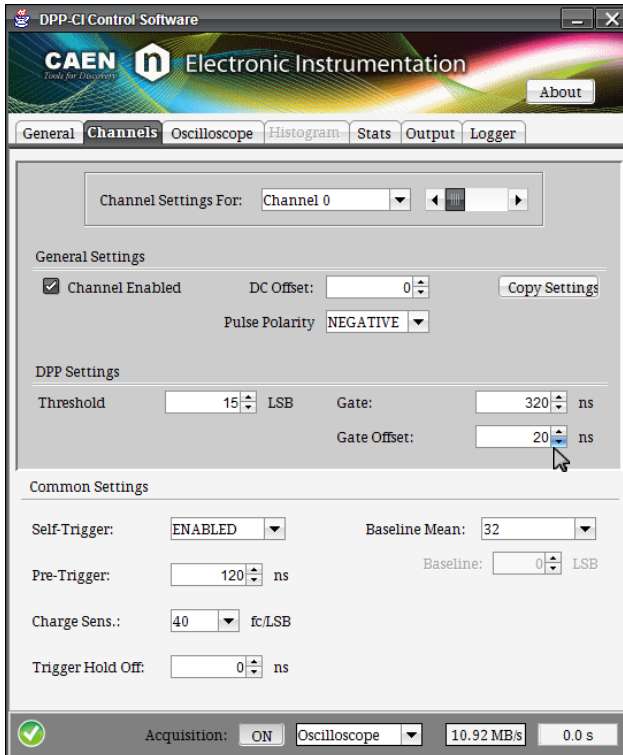 DPP-CI Control Software
CAEN n Electronic Instrumentation
Tools for Discovery
About
General Channels Oscilloscope Histogram Stats Output Logger
Channel Settings For: Channel 0
General Settings
Channel Enabled DC Offset: 0 Copy Settings
Pulse Polarity NEGATIVE
DPP Settings
Threshold 15 LSB Gate: 320 ns
Gate Offset: 20 ns
Common Settings
Self-Trigger: ENABLED Baseline Mean: 32
Baseline: 0 LSB
Pre-Trigger: 120 ns
Charge Sens.: 40 fc/LSB
Trigger Hold Off: 0 ns
Acquisition: ON Oscilloscope 10.92 MB/s 0.0 s